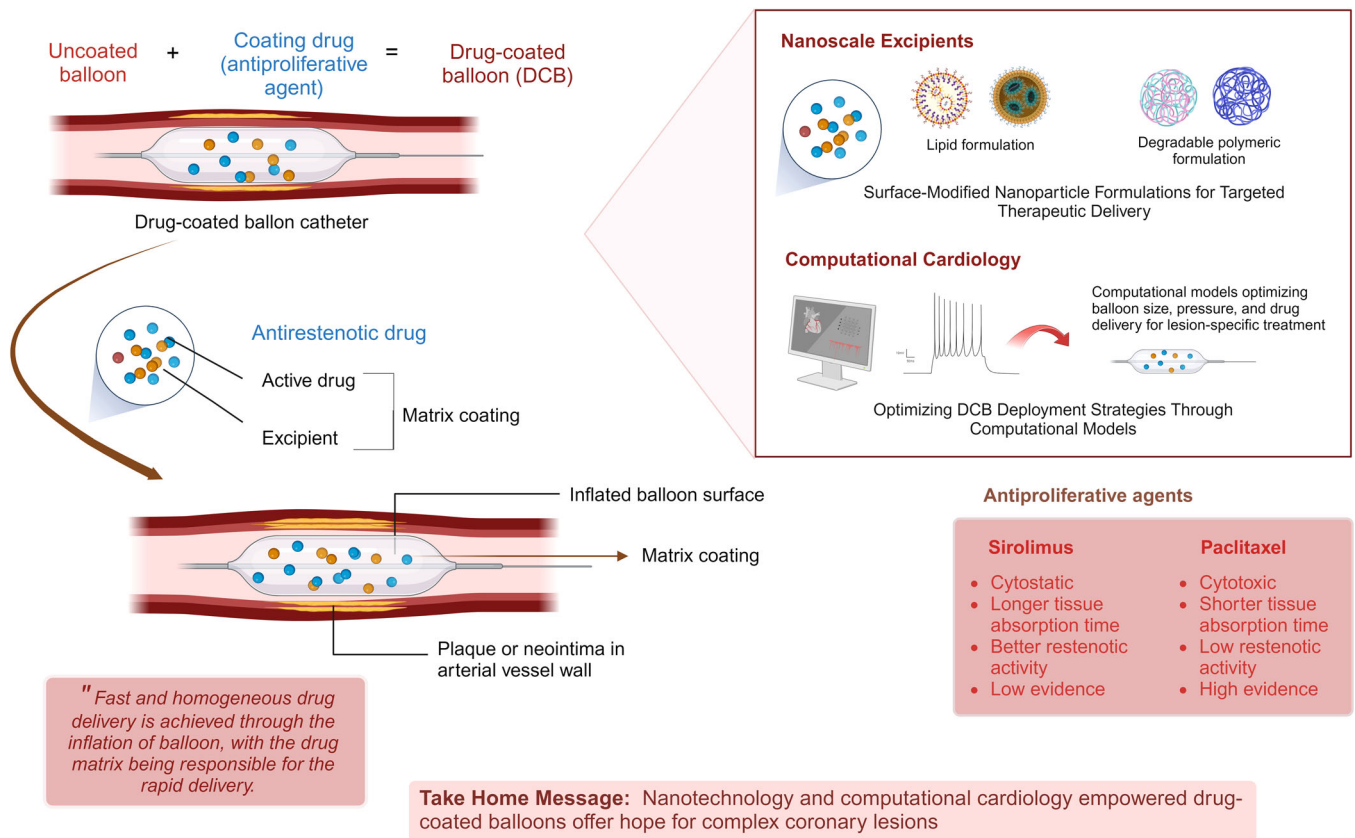 Uncoated
balloon
+
Coating drug
(antiproliferative
agent)
=
Drug-coated
balloon (DCB)
Drug-coated ballon catheter
Antirestenotic drug
Active drug
Excipient
Matrix coating
Inflated balloon surface
Matrix coating
Plaque or neointima in
arterial vessel wall
" Fast and homogeneous drug
delivery is achieved through the
inflation of balloon, with the drug
matrix being responsible for the
rapid delivery.
Nanoscale Excipients
Lipid formulation
Degradable polymeric
formulation
Surface-Modified Nanoparticle Formulations for Targeted
Therapeutic Delivery
Computational Cardiology
Computational models optimizing
balloon size, pressure, and drug
delivery for lesion-specific treatment
Optimizing DCB Deployment Strategies Through
Computational Models
Antiproliferative agents
Sirolimus
• Cytostatic
• Longer tissue
absorption time
• Better restenotic
activity
• Low evidence
Paclitaxel
• Cytotoxic
• Shorter tissue
absorption time
• Low restenotic
activity
• High evidence
Take Home Message: Nanotechnology and computational cardiology empowered drug-
coated balloons offer hope for complex coronary lesions